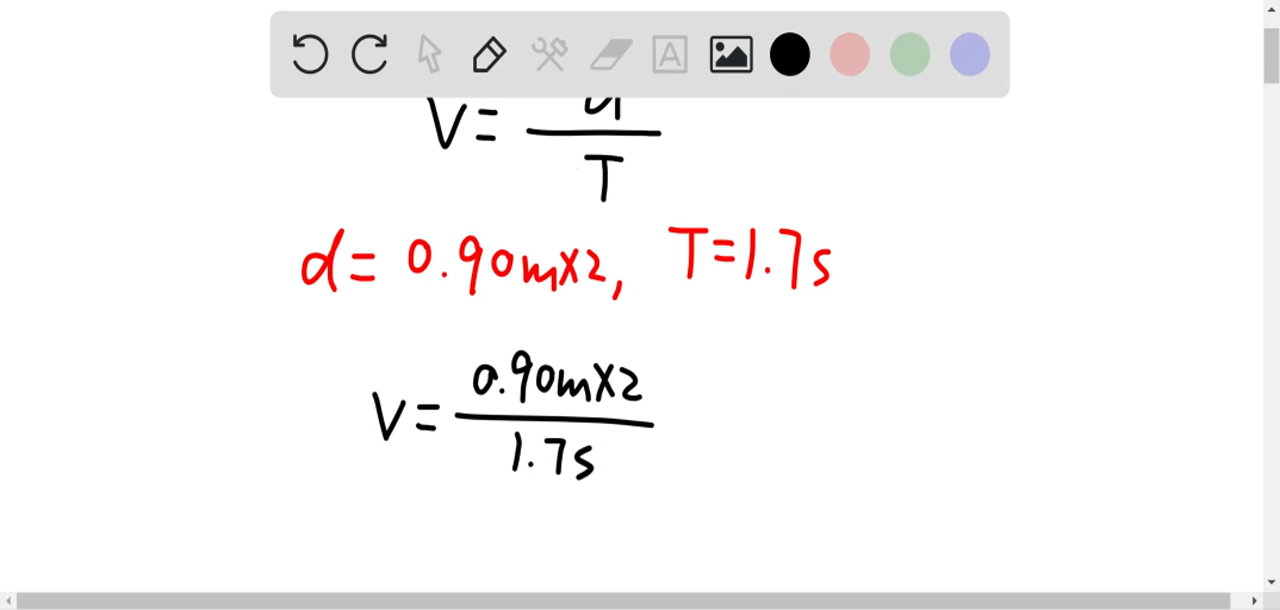 A
V = d / T
d = 0.90m x 2, T = 1.7s
V = 0.90m x 2 / 1.7s